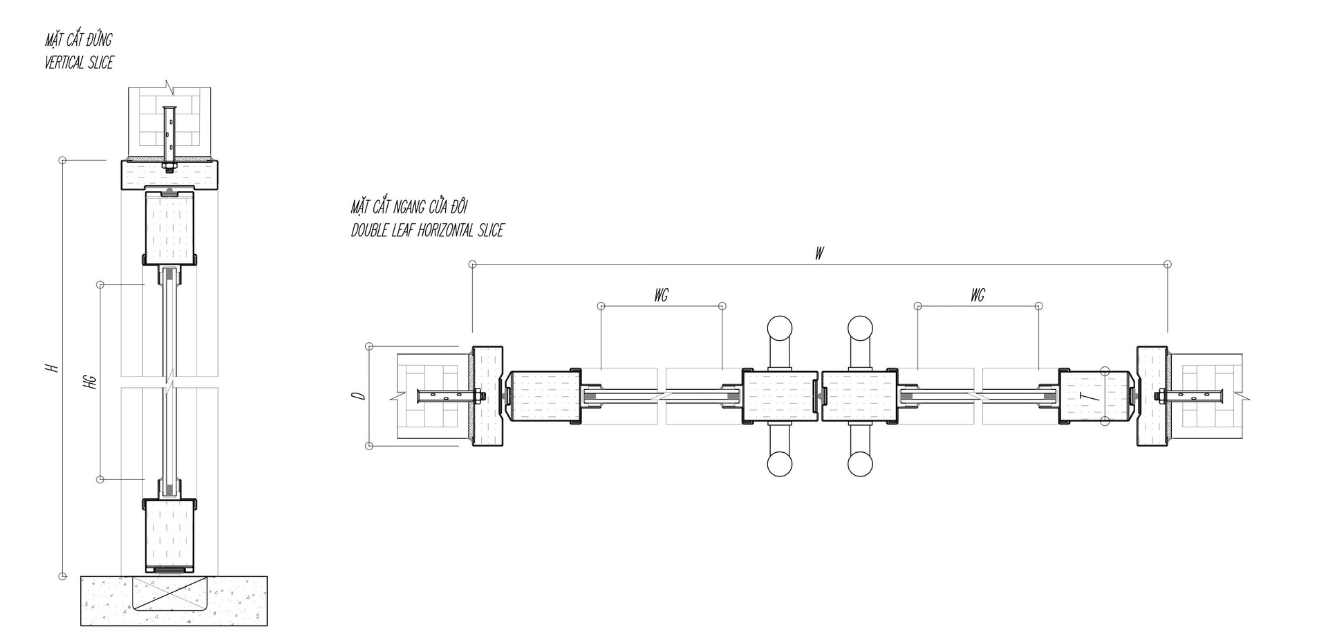 MẶT CẮT ĐỨNG
VERTICAL SLICE
H
HG
MẶT CẮT NGANG CỬA ĐÔI
DOUBLE LEAF HORIZONTAL SLICE
W
WG
WG
D
T